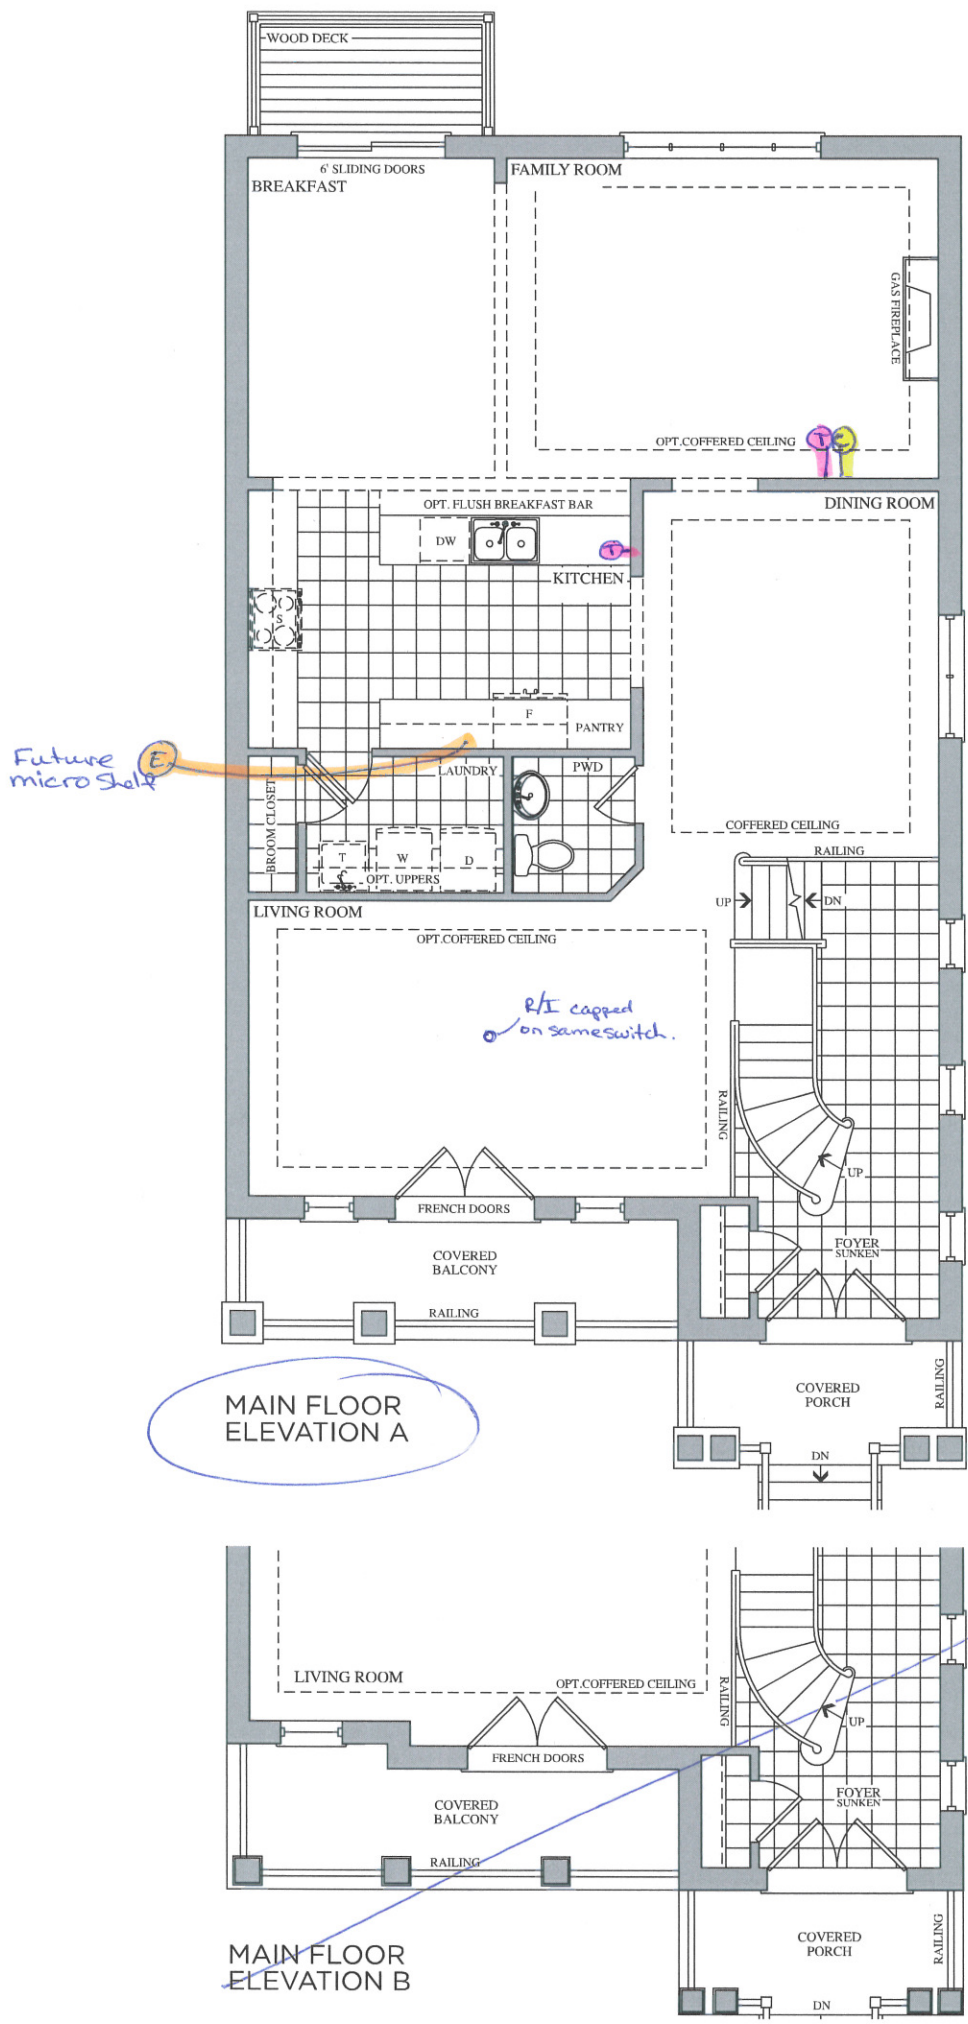 WOOD DECK
6' SLIDING DOORS
BREAKFAST
FAMILY ROOM
GAS FIREPLACE
OPT.COFFERED CEILING
T E
DINING ROOM
OPT. FLUSH BREAKFAST BAR
DW
T
KITCHEN
S
F
PANTRY
Future
micro Shelf
E
LAUNDRY
PWD
BROOM CLOSET
T
W
D
OPT. UPPERS
COFFERED CEILING
RAILING
UP
DN
LIVING ROOM
OPT.COFFERED CEILING
R/I capped
on same switch.
RAILING
UP
FRENCH DOORS
FOYER
SUNKEN
COVERED
BALCONY
RAILING
COVERED
PORCH
RAILING
DN
MAIN FLOOR
ELEVATION A
LIVING ROOM
OPT.COFFERED CEILING
RAILING
UP
FRENCH DOORS
FOYER
SUNKEN
COVERED
BALCONY
RAILING
COVERED
PORCH
RAILING
DN
MAIN FLOOR
ELEVATION B